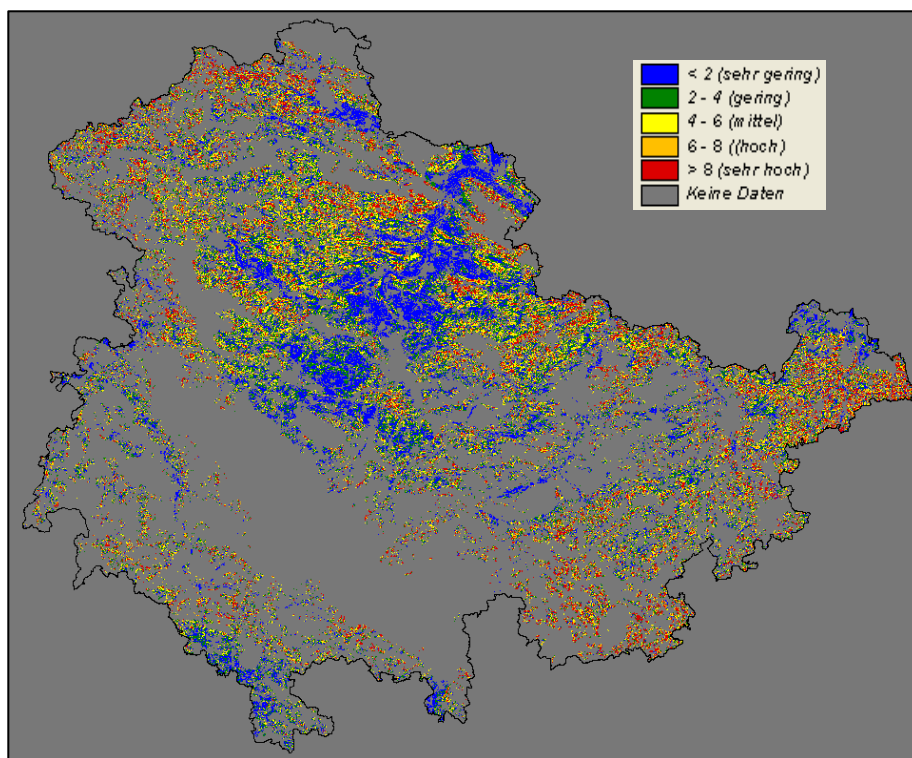 < 2 (sehr gering)
2 - 4 (gering)
4 - 6 (mittel)
6 - 8 ((hoch)
> 8 (sehr hoch)
Keine Daten